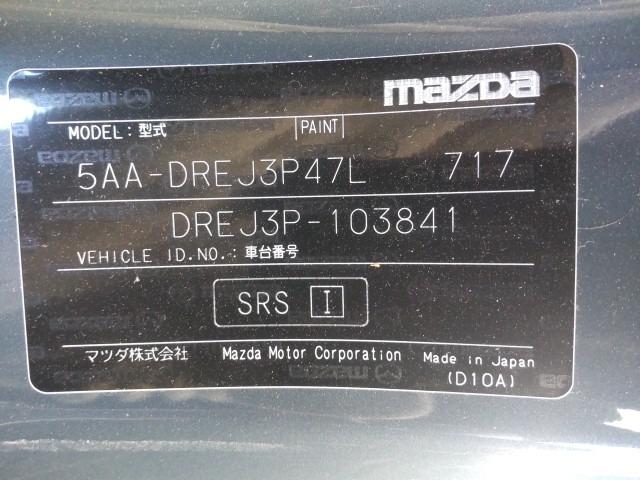 mazda
MODEL:型式 PAINT
5AA-DREJ3P47L 717
DREJ3P-103841
VEHICLE ID.NO.:車台番号
SRS I
マツダ株式会社 Mazda Motor Corporation Made in Japan
(D10A)